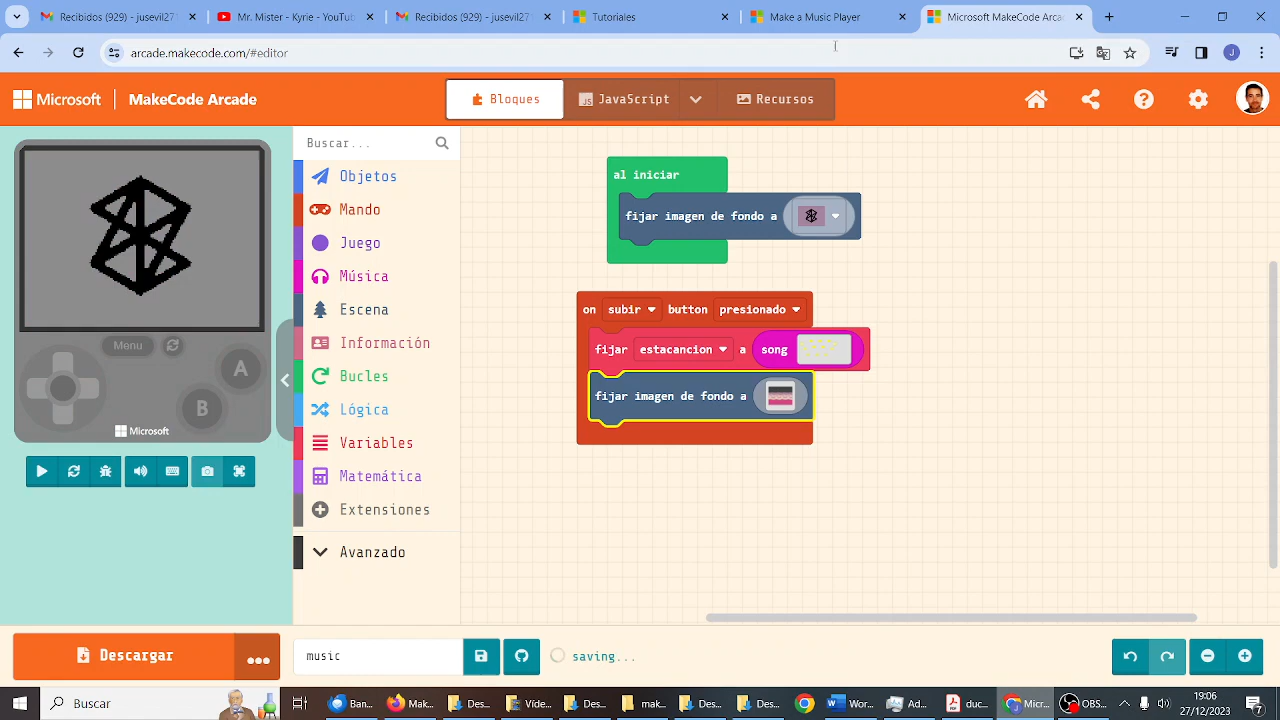 Recibidos (929) - jusevil27
Mr. Mister - Kyrie - YouTub
Recibidos (929) - jusevil27
Tutoriales
Make a Music Player
Microsoft MakeCode Arca
arcade.makecode.com/#editor
J
Microsoft
MakeCode Arcade
Bloques
JavaScript
Recursos
Menu
A
B
Microsoft
Buscar...
Objetos
Mando
Juego
Música
Escena
Información
Bucles
Lógica
Variables
Matemática
Extensiones
Avanzado
al iniciar
fijar imagen de fondo a
on subir button presionado
fijar estacancion a song
fijar imagen de fondo a
Descargar
music
saving...
Buscar
Band
Mak
Des
Vide
Des
mak
Des
Des
Wor
Ad
doc
Micr
OBS
19:06
27/12/2023